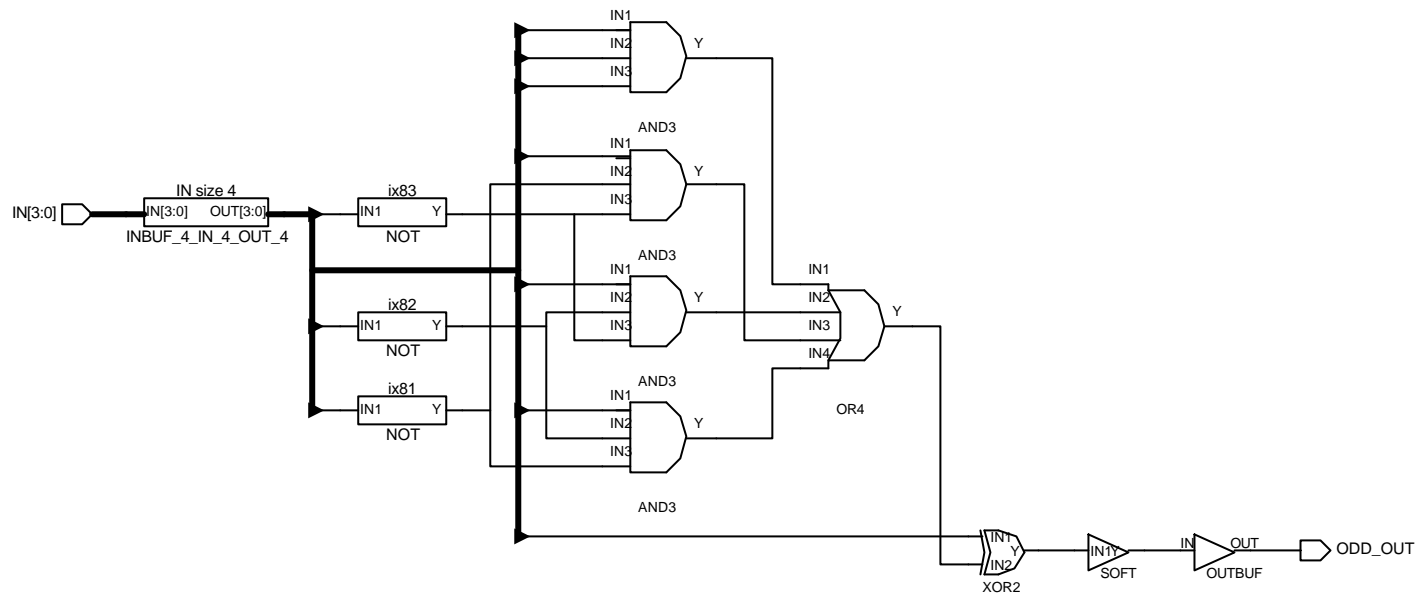 IN1
IN2
IN3
Y
AND3
IN1
IN2
IN3
Y
AND3
IN[3:0]
IN size 4
IN[3:0] OUT[3:0]
INBUF_4_IN_4_OUT_4
ix83
IN1 Y
NOT
IN1
IN2
IN3
Y
AND3
ix82
IN1 Y
NOT
ix81
IN1 Y
NOT
IN1
IN2
IN3
Y
AND3
IN1
IN2
IN3
IN4
Y
OR4
IN1
IN2
Y
XOR2
IN1Y
SOFT
IN OUT
OUTBUF
ODD_OUT